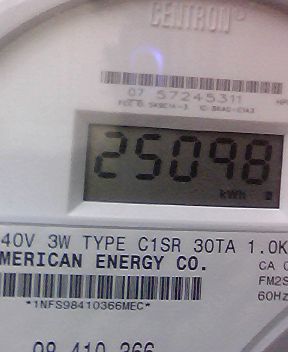 CENTRON®
07 57245311
25098
kWh
40V 3W TYPE C1SR 30TA 1.0K
MERICAN ENERGY CO.
CA
FM2S
60Hz
*1NFS98410366MEC*
98 410 366